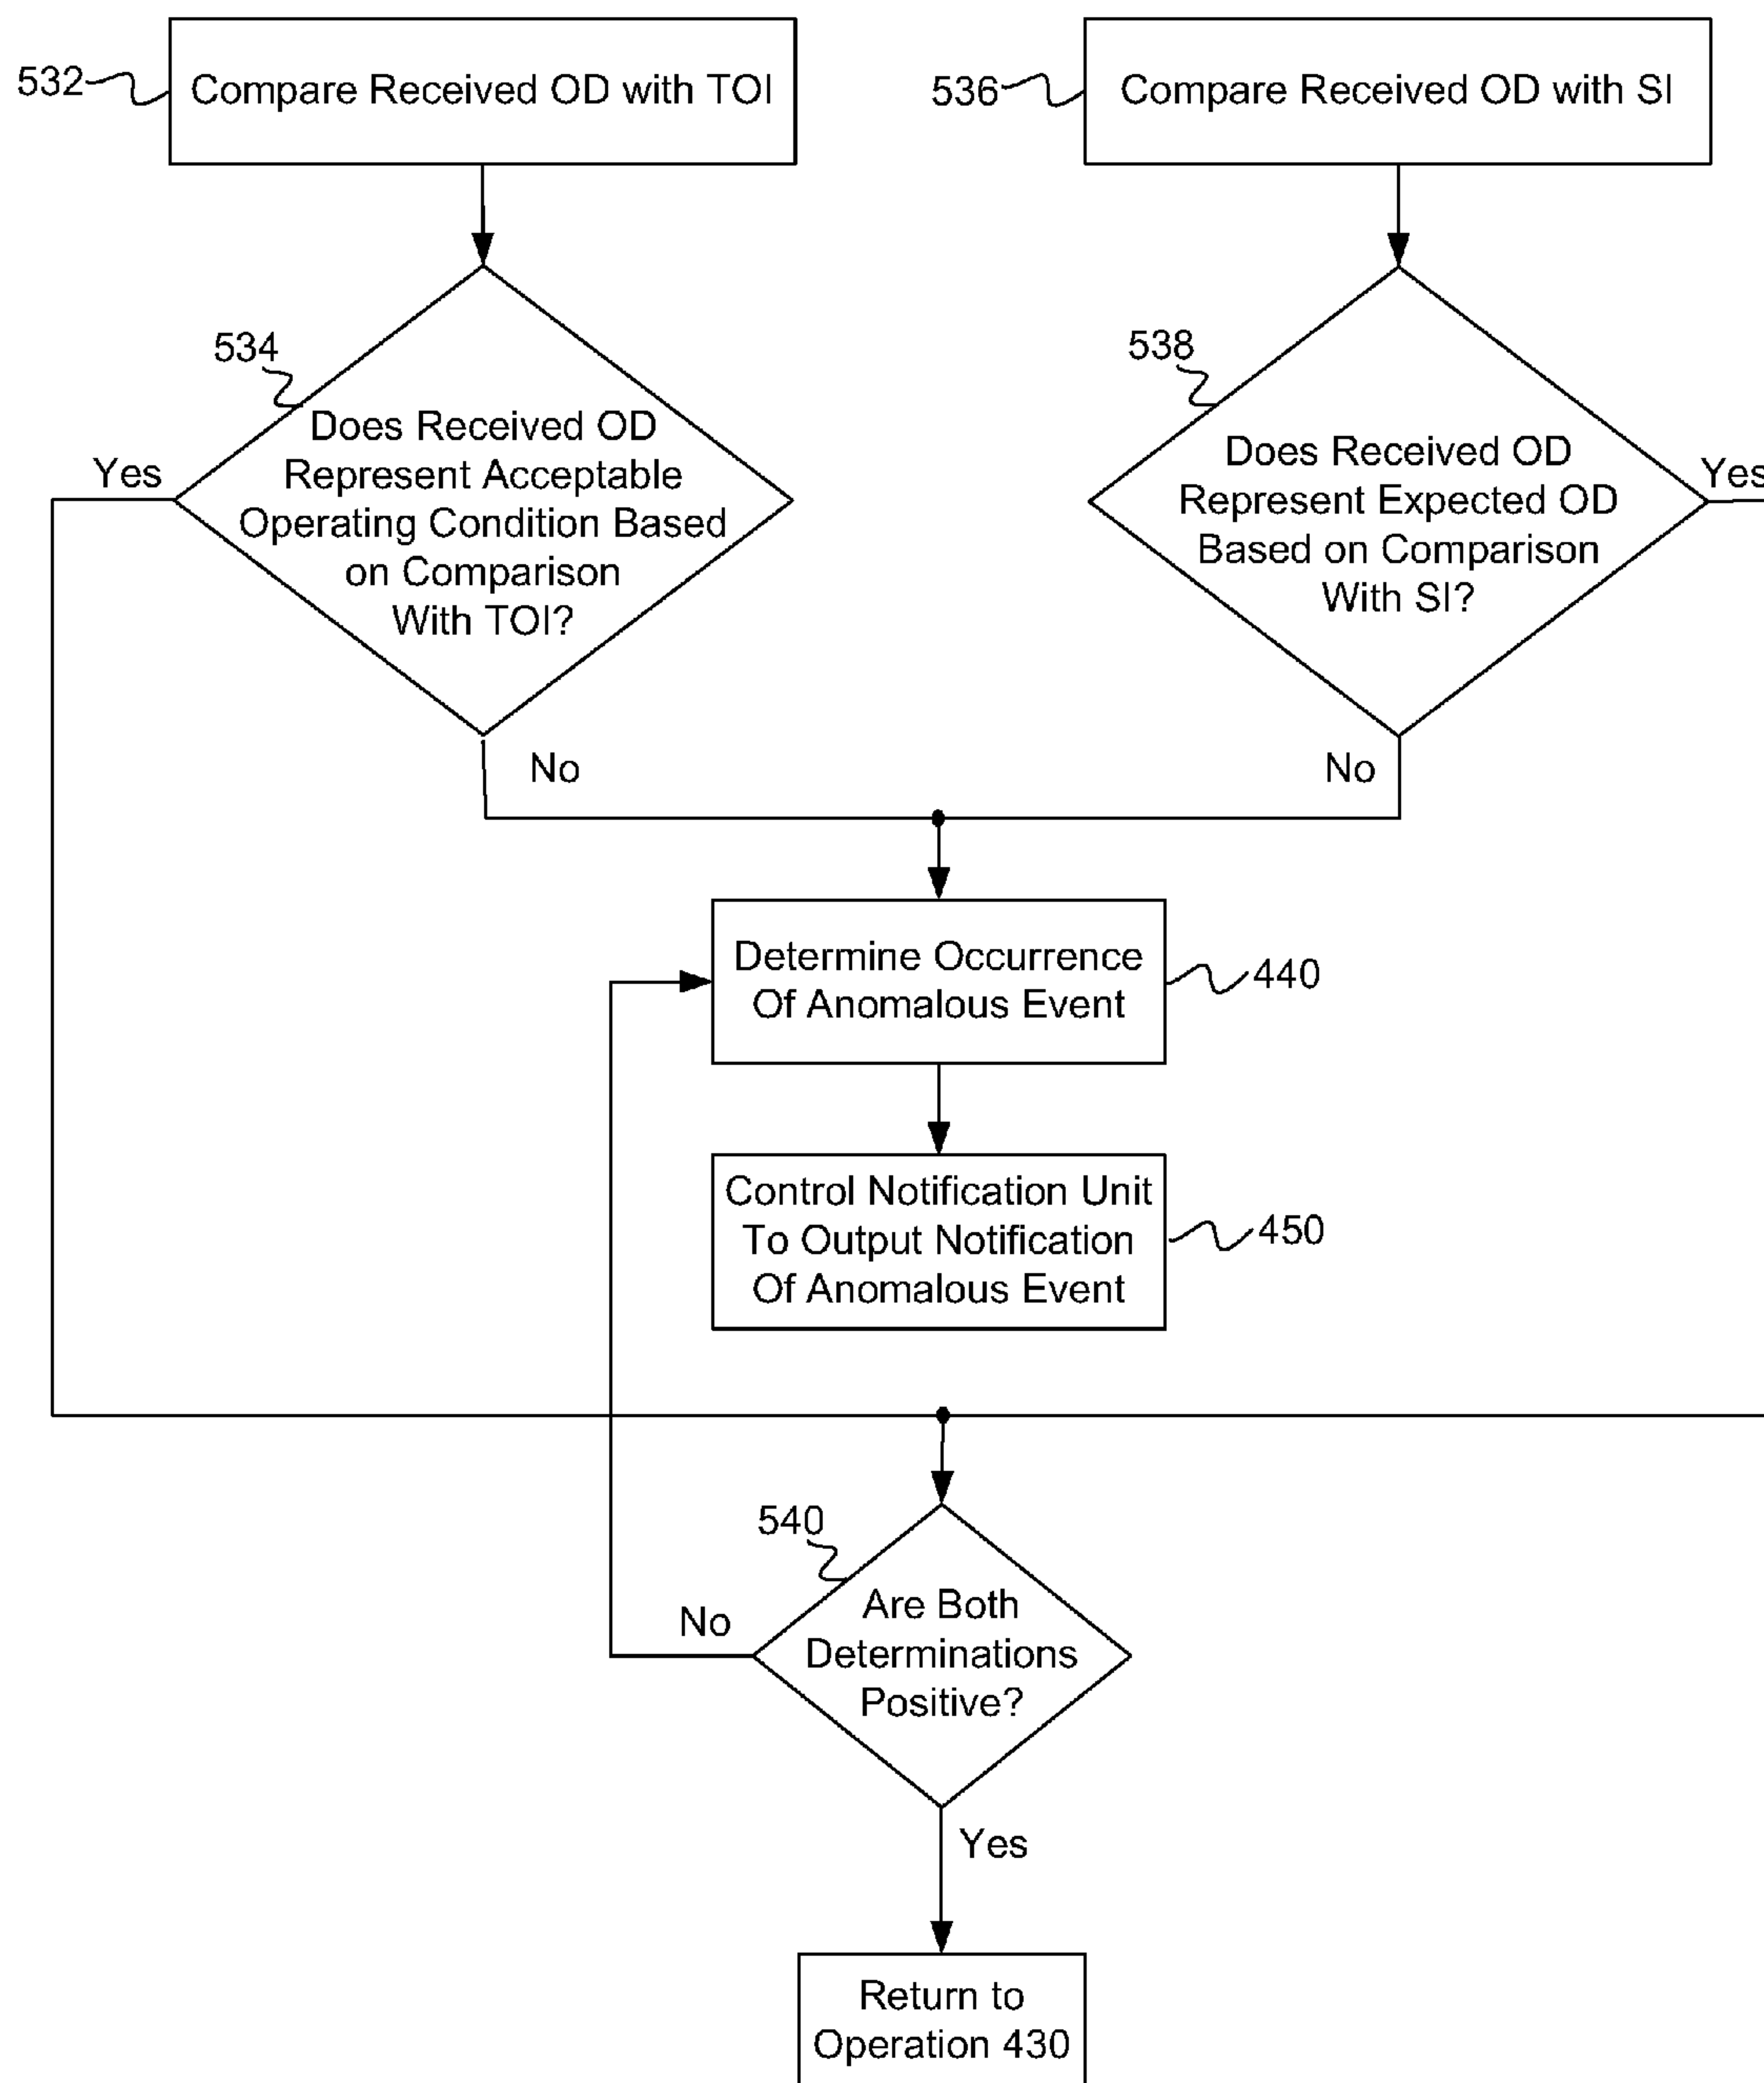 532
Compare Received OD with TOI
536
Compare Received OD with SI
534
Does Received OD
Represent Acceptable
Operating Condition Based
on Comparison
With TOI?
Yes
No
538
Does Received OD
Represent Expected OD
Based on Comparison
With SI?
Yes
No
Determine Occurrence
Of Anomalous Event
440
Control Notification Unit
To Output Notification
Of Anomalous Event
450
540
Are Both
Determinations
Positive?
No
Yes
Return to
Operation 430